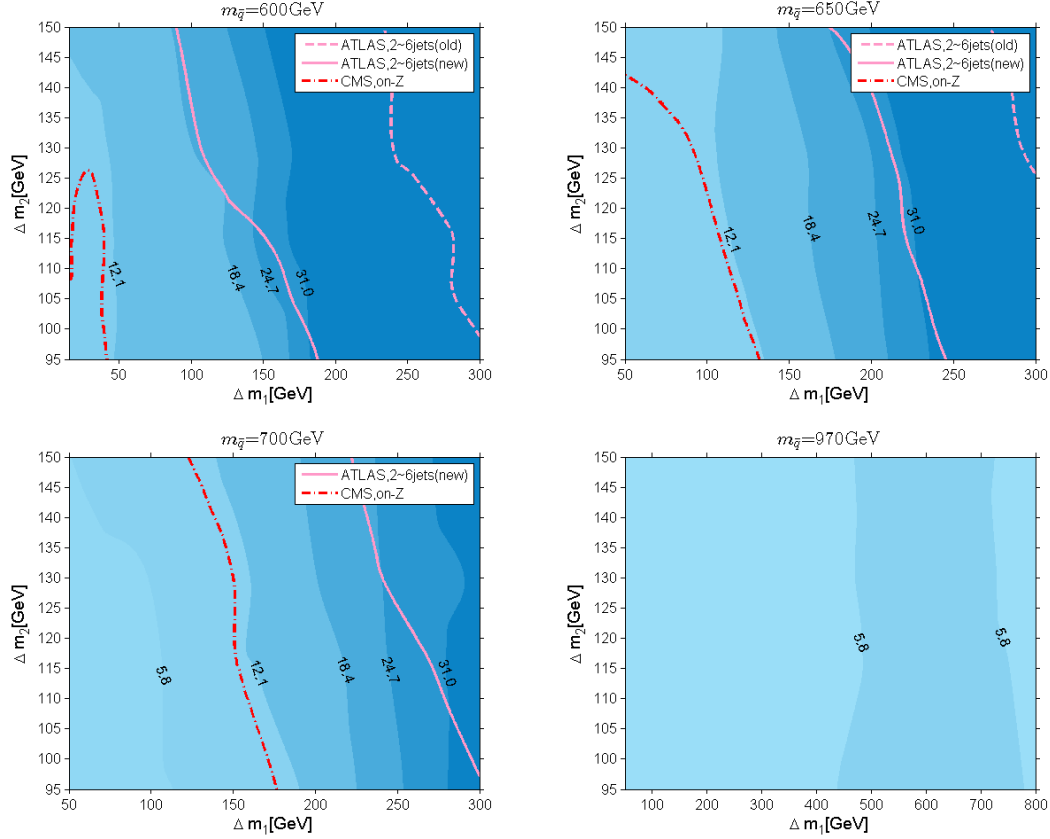 m_q̃=600GeV
150
145
140
135
130
125
120
115
110
105
100
95
Δ m₂[GeV]
ATLAS,2~6jets(old)
ATLAS,2~6jets(new)
CMS,on-Z
12.1
18.4
24.7
31.0
50 100 150 200 250 300
Δ m₁[GeV]
m_q̃=650GeV
150
145
140
135
130
125
120
115
110
105
100
95
Δ m₂[GeV]
ATLAS,2~6jets(old)
ATLAS,2~6jets(new)
CMS,on-Z
12.1
18.4
24.7
31.0
50 100 150 200 250 300
Δ m₁[GeV]
m_q̃=700GeV
150
145
140
135
130
125
120
115
110
105
100
95
Δ m₂[GeV]
ATLAS,2~6jets(new)
CMS,on-Z
5.8
12.1
18.4
24.7
31.0
50 100 150 200 250 300
Δ m₁[GeV]
m_q̃=970GeV
150
145
140
135
130
125
120
115
110
105
100
95
Δ m₂[GeV]
5.8
5.8
100 200 300 400 500 600 700 800
Δ m₁[GeV]